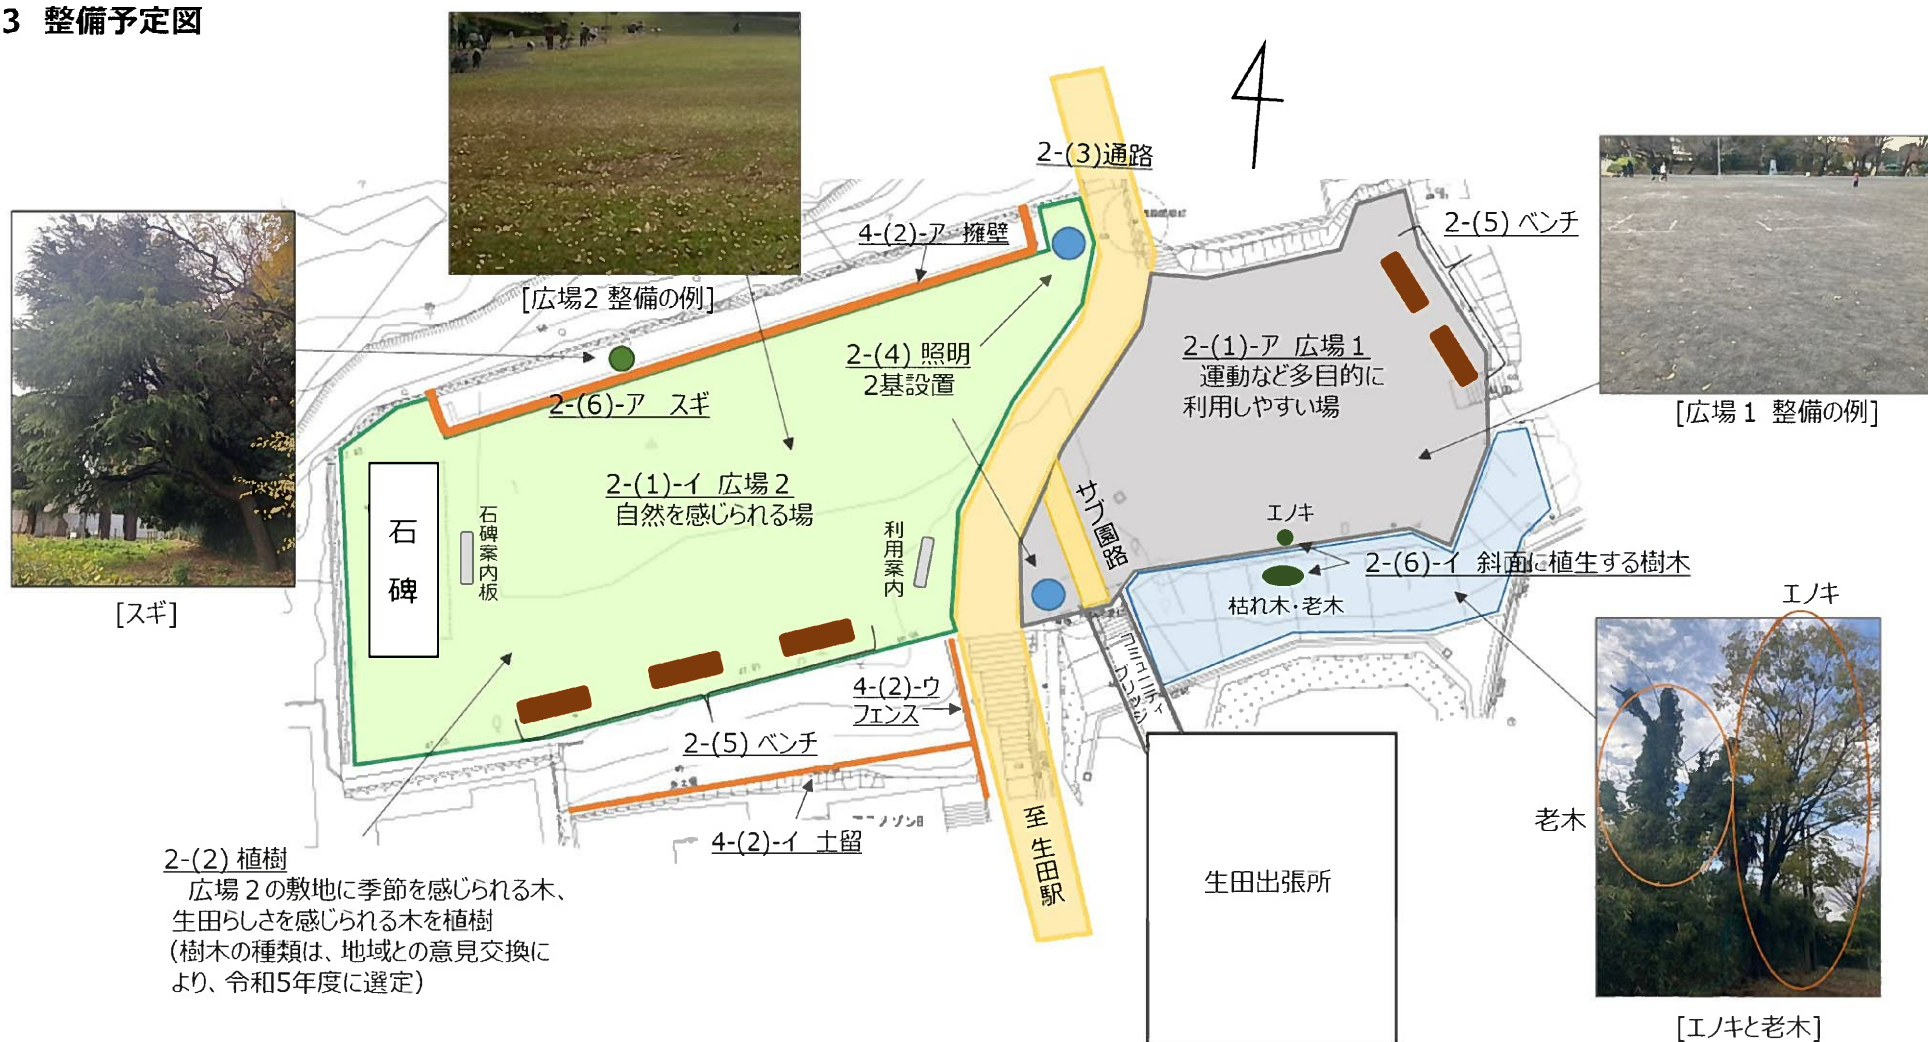 3 整備予定図
2-(3)通路
4-(2)-ア 擁壁
2-(5) ベンチ
[広場2 整備の例]
2-(4) 照明
2基設置
2-(1)-ア 広場1
運動など多目的に
利用しやすい場
[広場1 整備の例]
2-(6)-ア スギ
2-(1)-イ 広場2
自然を感じられる場
サブ園路
エノキ
石碑
石碑案内板
利用案内
2-(6)-イ 斜面に植生する樹木
枯れ木・老木
[スギ]
エノキ
コミュニティ
ブリッジ
4-(2)-ウ
フェンス
2-(5) ベンチ
4-(2)-イ 土留
至 生田駅
老木
生田出張所
2-(2) 植樹
広場2の敷地に季節を感じられる木、
生田らしさを感じられる木を植樹
(樹木の種類は、地域との意見交換に
より、令和5年度に選定)
[エノキと老木]